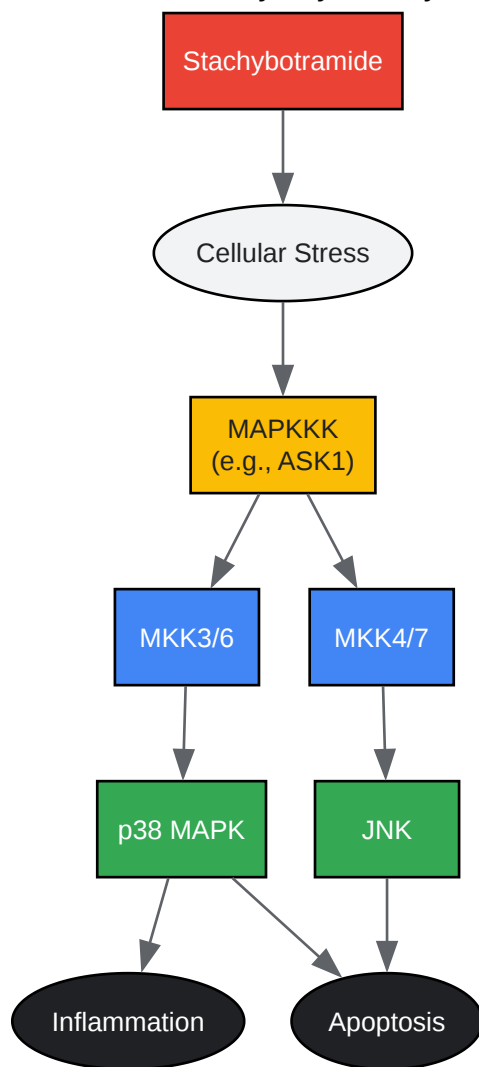 Stachybotramide
Cellular Stress
MAPKKK
(e.g., ASK1)
MKK3/6
MKK4/7
p38 MAPK
JNK
Inflammation
Apoptosis